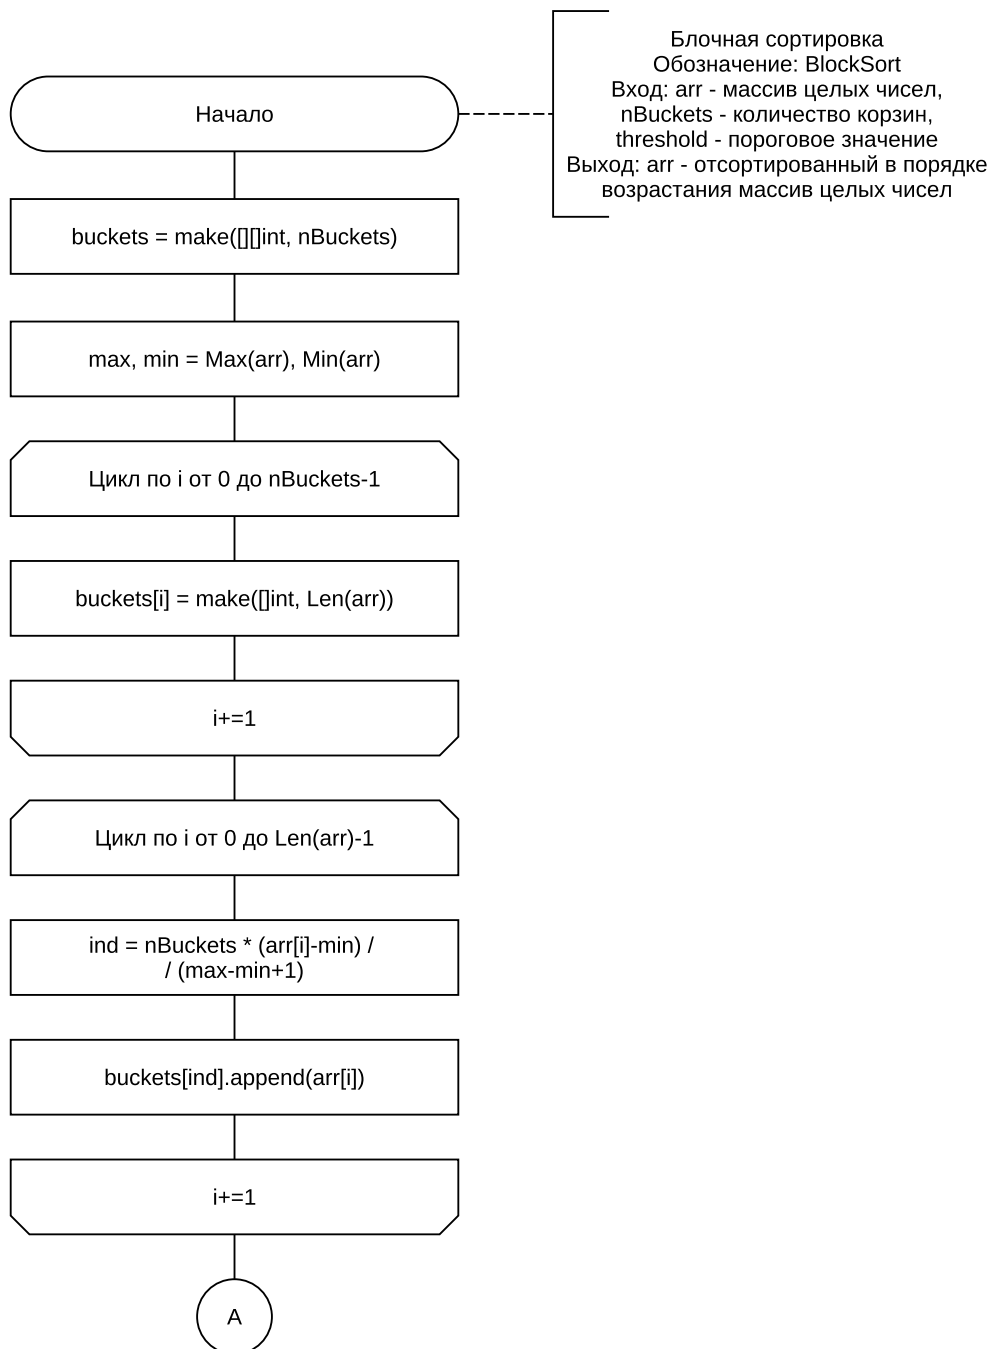 Блочная сортировка
Обозначение: BlockSort
Вход: arr - массив целых чисел,
nBuckets - количество корзин,
threshold - пороговое значение
Выход: arr - отсортированный в порядке
возрастания массив целых чисел
Начало
buckets = make([][]int, nBuckets)
max, min = Max(arr), Min(arr)
Цикл по i от 0 до nBuckets-1
buckets[i] = make([]int, Len(arr))
i+=1
Цикл по i от 0 до Len(arr)-1
ind = nBuckets * (arr[i]-min) /
/ (max-min+1)
buckets[ind].append(arr[i])
i+=1
A